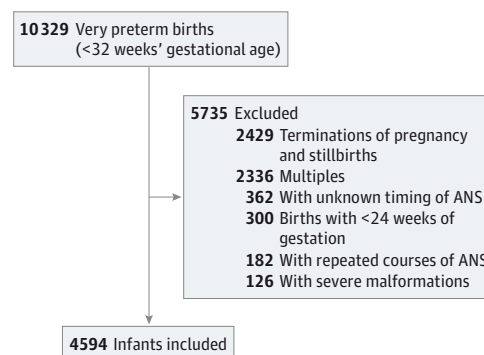 10 329 Very preterm births
(<32 weeks' gestational age)
5735 Excluded
2429 Terminations of pregnancy
and stillbirths
2336 Multiples
362 With unknown timing of ANS
300 Births with <24 weeks of
gestation
182 With repeated courses of ANS
126 With severe malformations
4594 Infants included